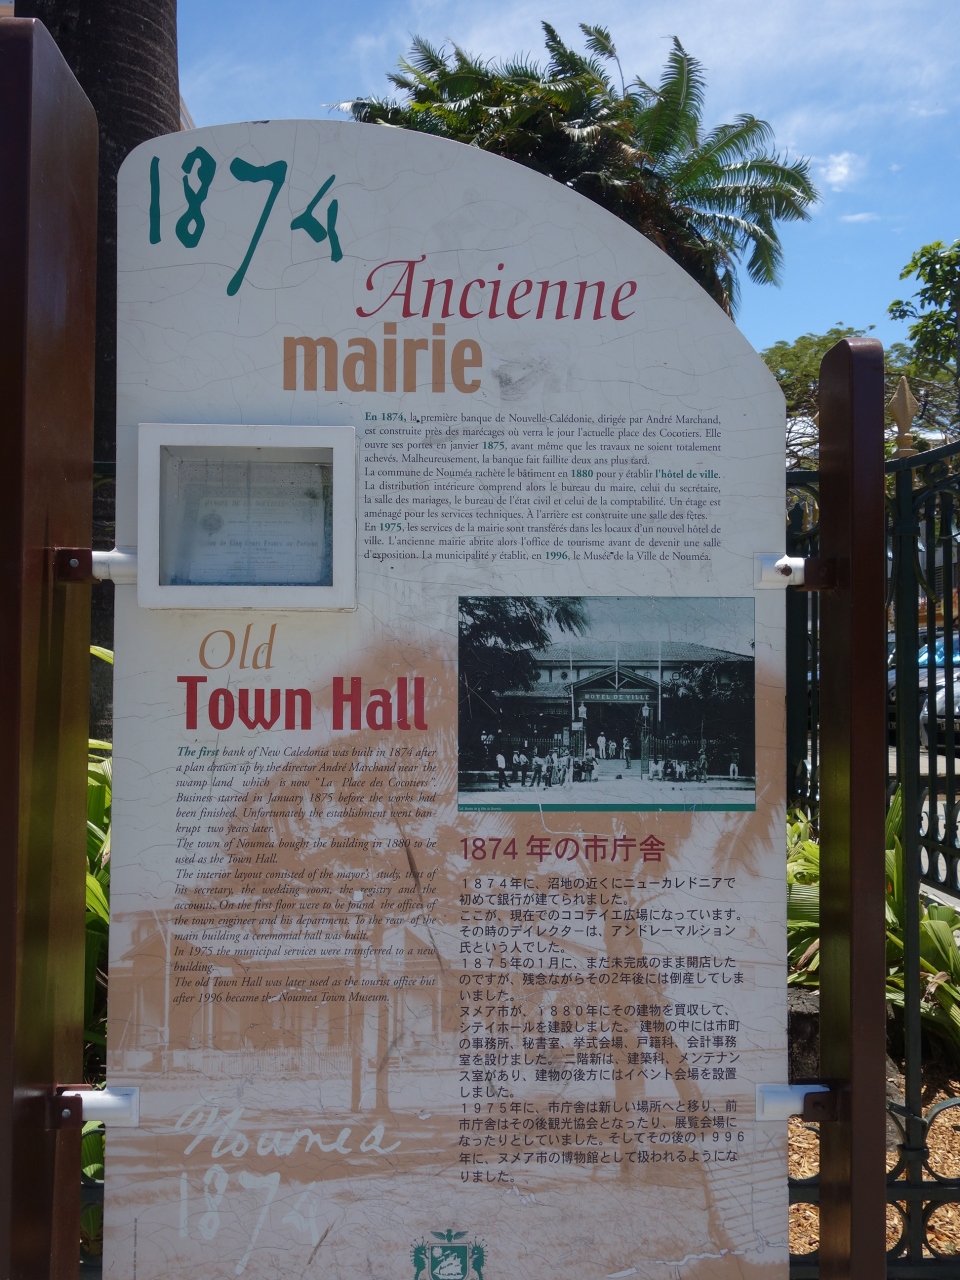 1874
Ancienne
mairie
En 1874, la première banque de Nouvelle-Calédonie, dirigée par André Marchand,
est construite près des marécages où verra le jour l'actuelle place des Cocotiers. Elle
ouvre ses portes en janvier 1875, avant même que les travaux ne soient totalement
achevés. Malheureusement, la banque fait faillite deux ans plus tard.
La commune de Nouméa rachète le bâtiment en 1880 pour y établir l'hôtel de ville.
La distribution intérieure comprend alors le bureau du maire, celui du secrétaire,
la salle des mariages, le bureau de l'état civil et celui de la comptabilité. Un étage est
aménagé pour les services techniques. À l'arrière est construite une salle des fêtes.
En 1975, les services de la mairie sont transférés dans les locaux d'un nouvel hôtel de
ville. L'ancienne mairie abrite alors l'office de tourisme avant de devenir une salle
d'exposition. La municipalité y établit, en 1996, le Musée de la Ville de Nouméa.
Old
Town Hall
The first bank of New Caledonia was built in 1874 after
a plan drawn up by the director André Marchand near the
swamp land which is now "La Place des Cocotiers".
Business started in January 1875 before the works had
been finished. Unfortunately the establishment went ban-
krupt two years later.
The town of Noumea bought the building in 1880 to be
used as the Town Hall.
The interior layout consisted of the mayor's study, that of
his secretary, the wedding room, the registry and the
accounts. On the first floor were to be found the offices of
the town engineer and his department. To the rear of the
main building a ceremonial hall was built.
In 1975 the municipal services were transferred to a new
building.
The old Town Hall was later used as the tourist office but
after 1996 became the Noumea Town Museum.
HOTEL DE VILLE
1874 年の市庁舎
１８７４年に、沼地の近くにニューカレドニアで
初めて銀行が建てられました。
ここが、現在でのココテイエ広場になっています。
その時のデイレクターは、アンドレーマルション
氏という人でした。
１８７５年の１月に、まだ未完成のまま開店した
のですが、残念ながらその2年後には倒産してしま
いました。
ヌメア市が、１８８０年にその建物を買収して、
シテイホールを建設しました。 建物の中には市町
の事務所、秘書室、挙式会場、戸籍科、会計事務
室を設けました。 二階新は、建築科、メンテナン
ス室があり、建物の後方にはイベント会場を設置
しました。
１９７５年に、市庁舎は新しい場所へと移り、前
市庁舎はその後観光協会となったり、展覧会場に
なったりとしていました。そしてその後の１９９６
年に、ヌメア市の博物館として扱われるようにな
りました。
Nouméa
1874